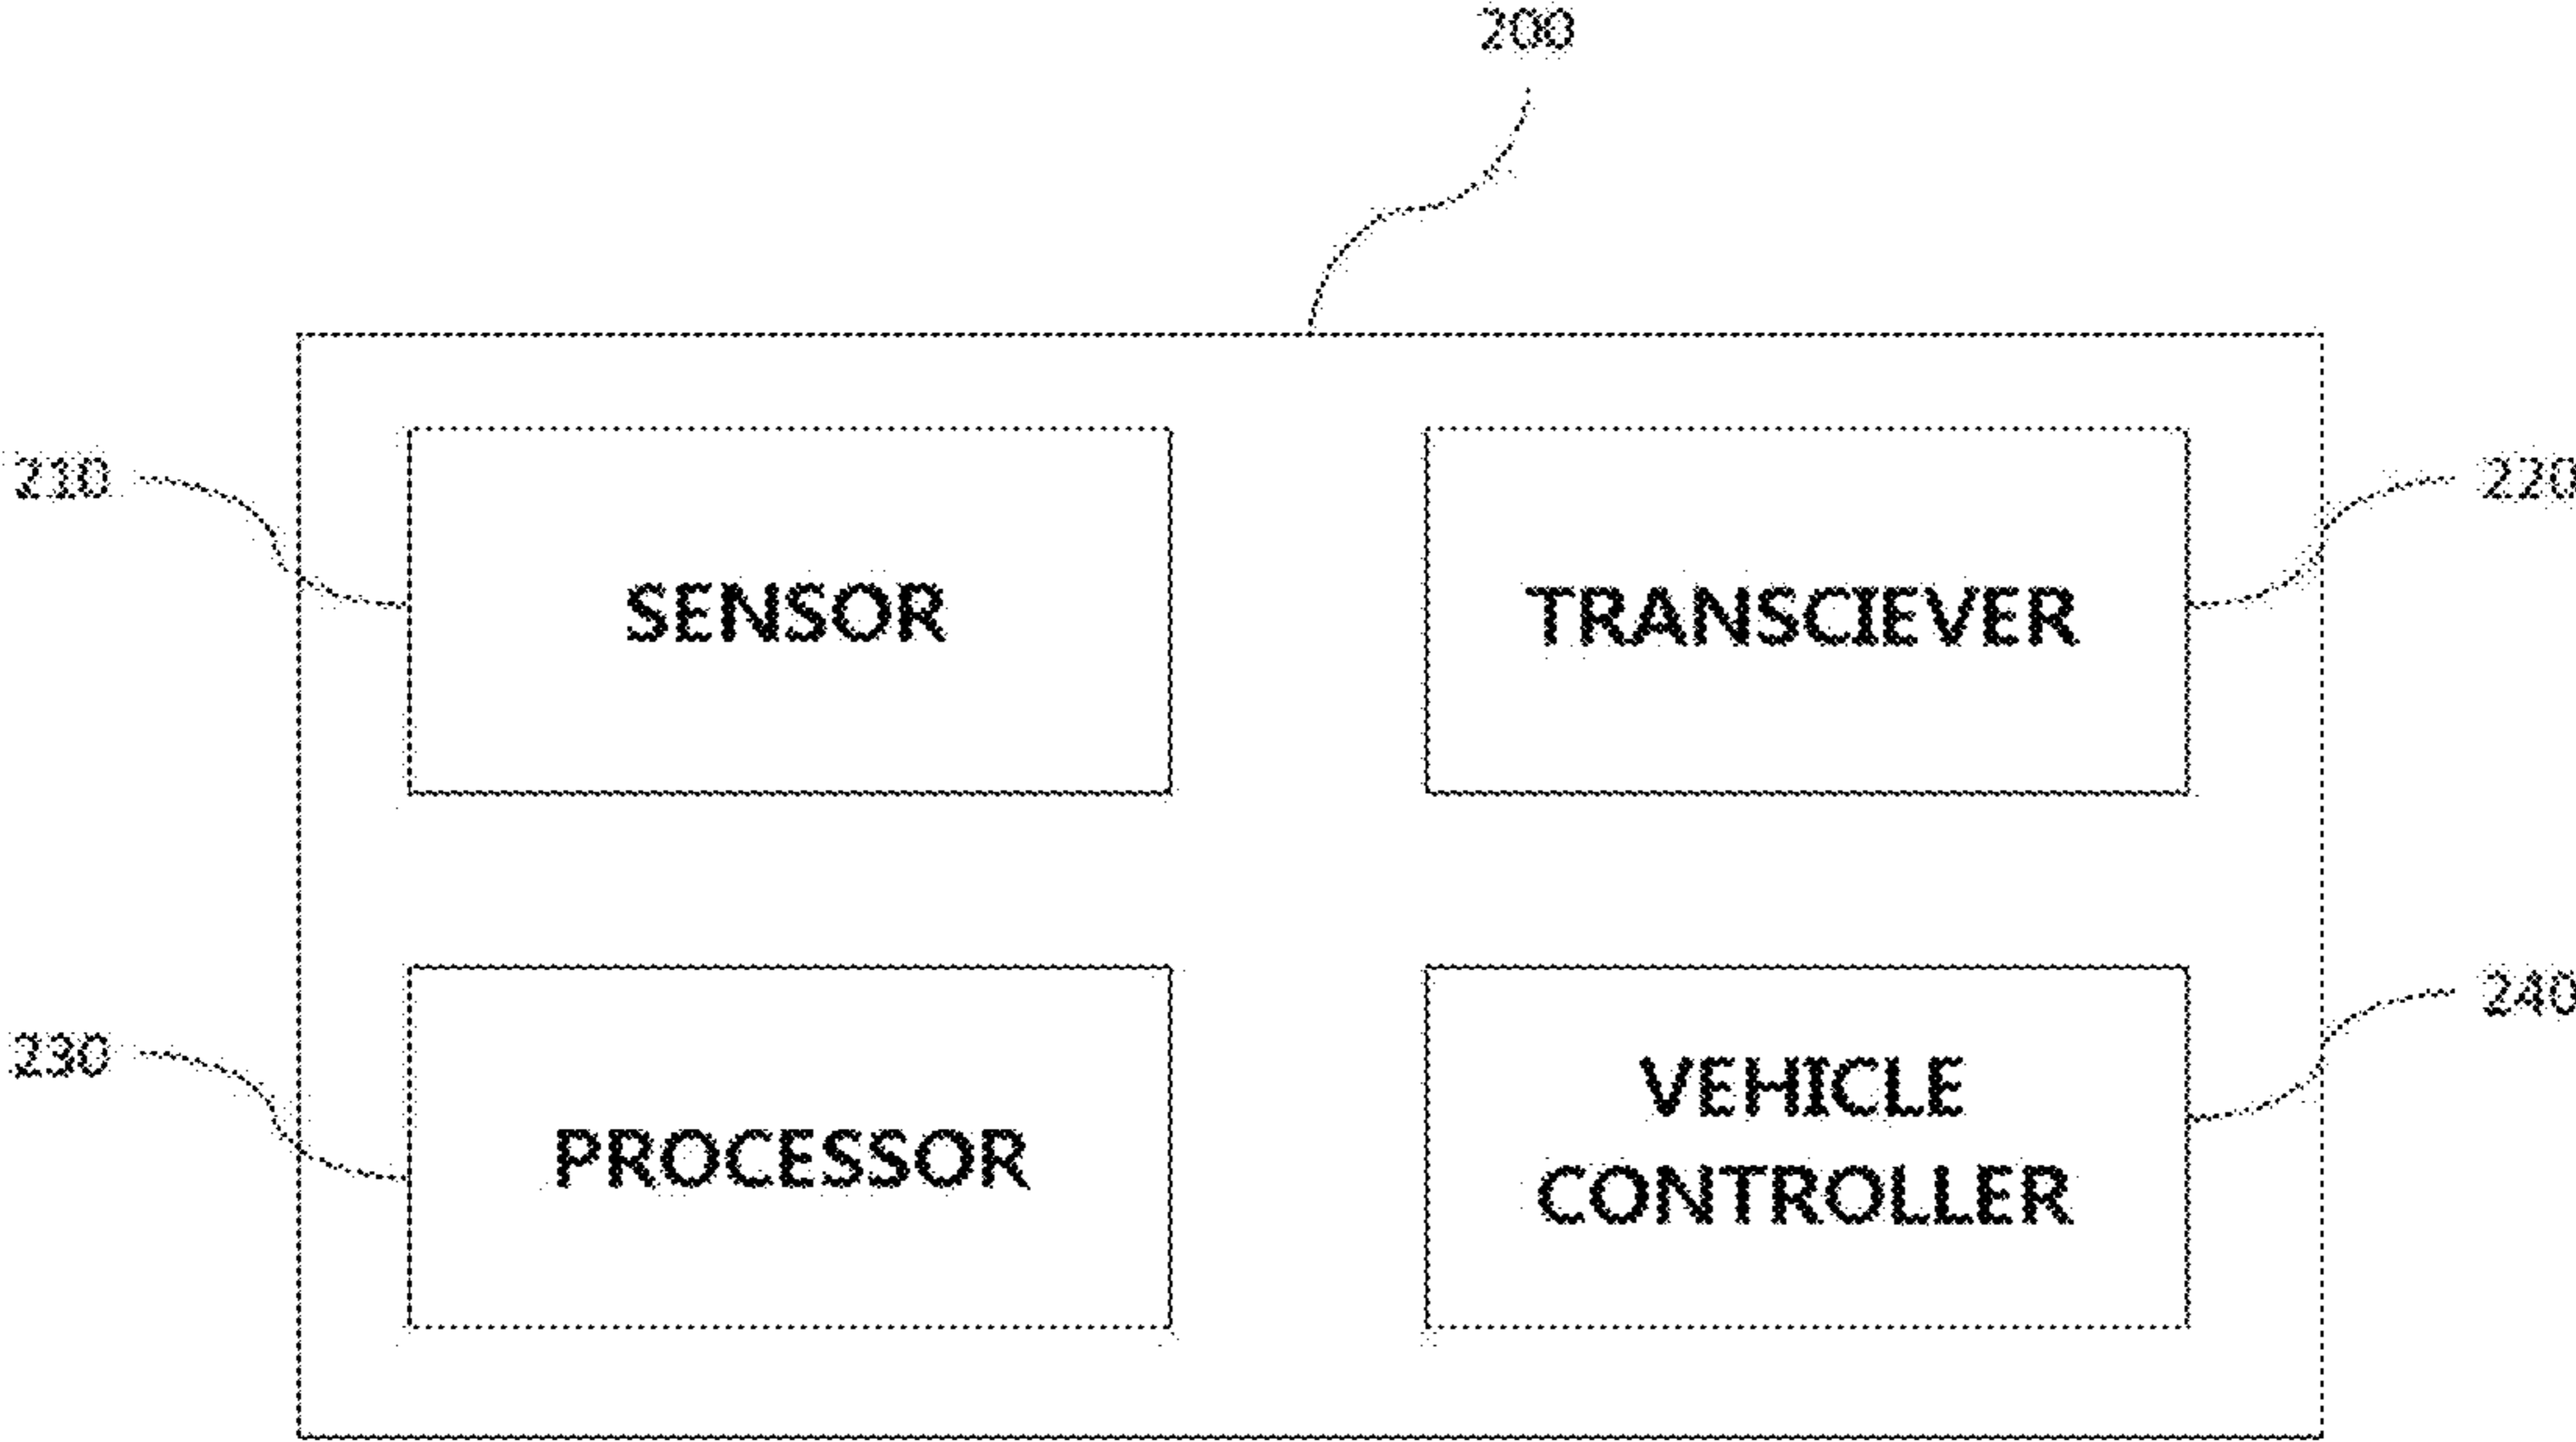 200
210
SENSOR
TRANSCIEVER
220
230
PROCESSOR
VEHICLE
CONTROLLER
240